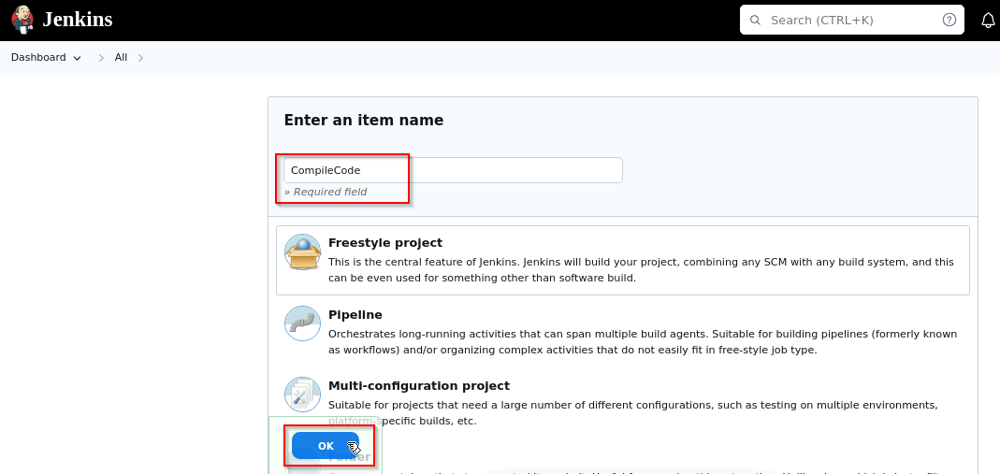 Jenkins
Search (CTRL+K)
Dashboard
All
Enter an item name
CompileCode
» Required field
Freestyle project
This is the central feature of Jenkins. Jenkins will build your project, combining any SCM with any build system, and this
can be even used for something other than software build.
Pipeline
Orchestrates long-running activities that can span multiple build agents. Suitable for building pipelines (formerly known
as workflows) and/or organizing complex activities that do not easily fit in free-style job type.
Multi-configuration project
Suitable for projects that need a large number of different configurations, such as testing on multiple environments,
platform-specific builds, etc.
OK
Folder